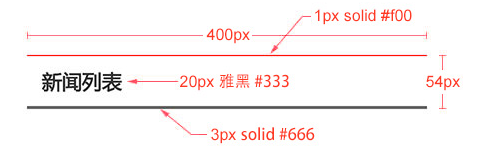 1px solid #f00
400px
新闻列表
20px 雅黑 #333
54px
3px solid #666